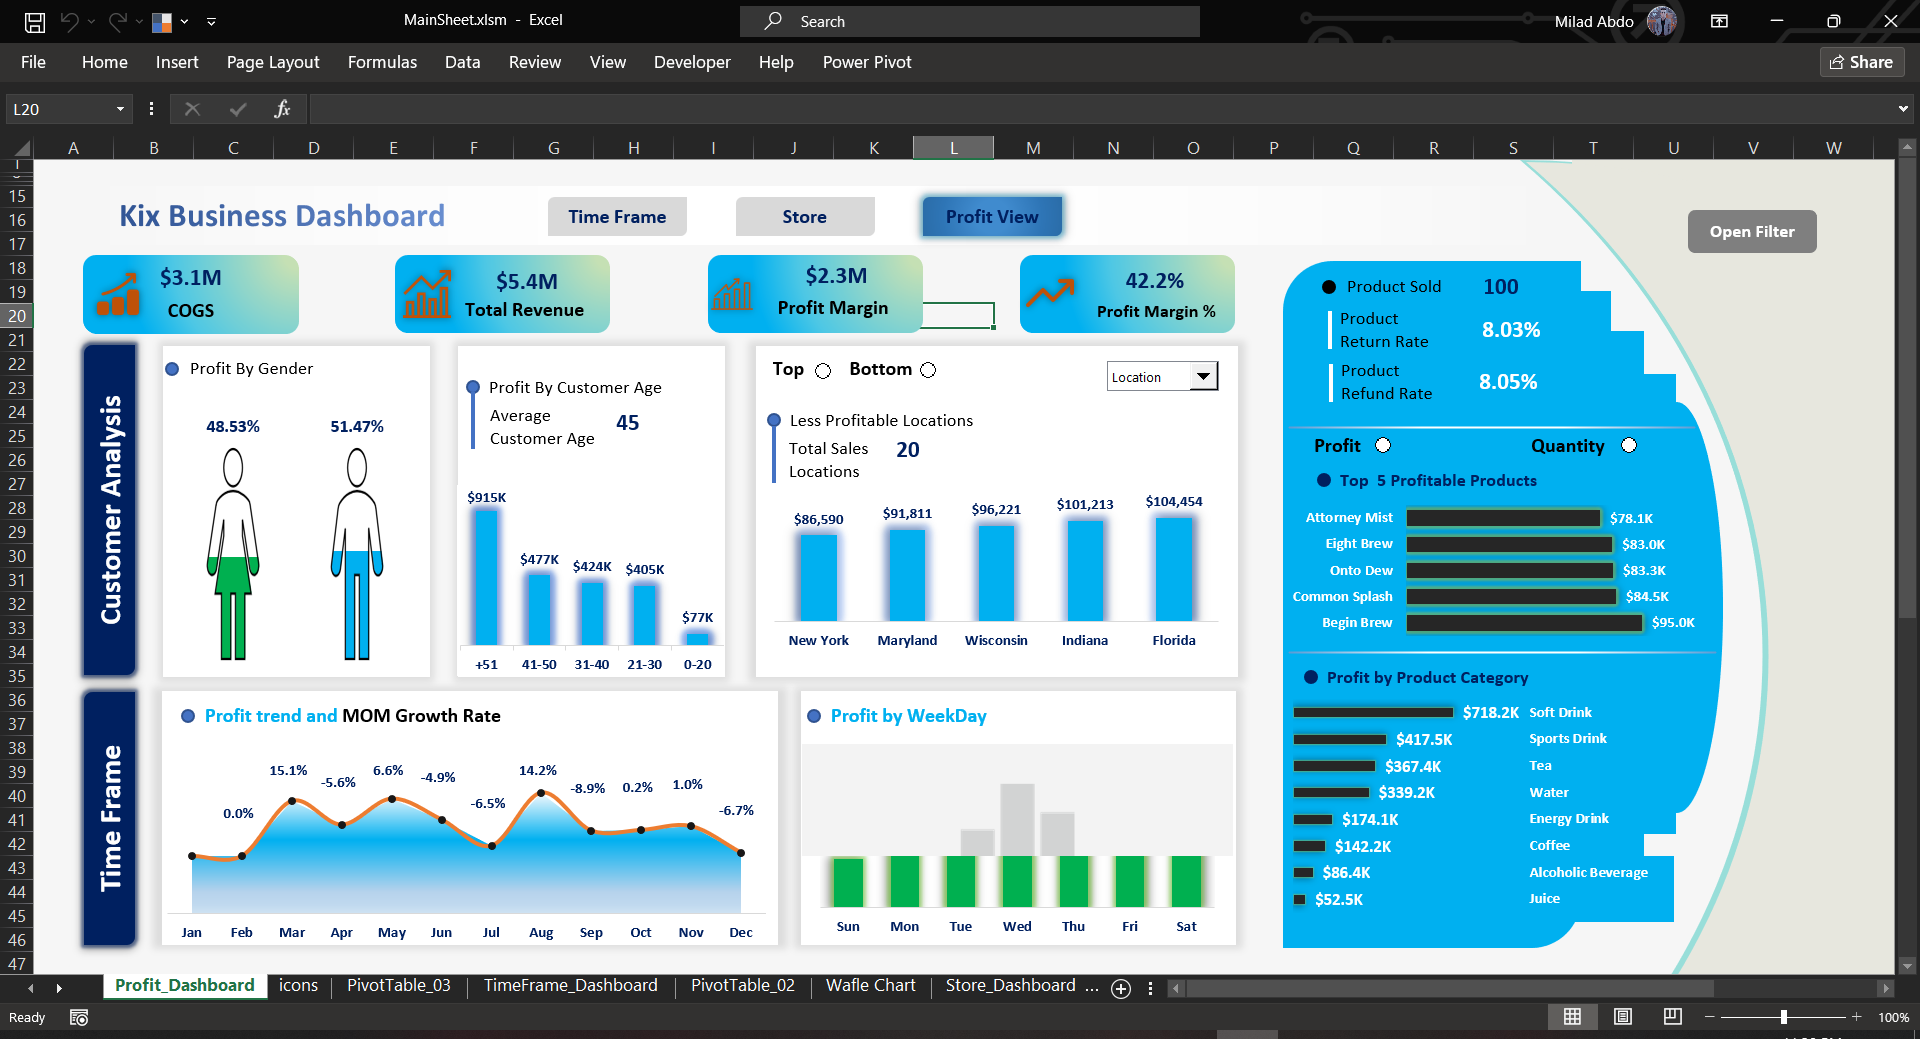 MainSheet.xlsm - Excel
Search
Milad Abdo
File Home Insert Page Layout Formulas Data Review View Developer Help Power Pivot
Share
L20
fx
A B C D E F G H I J K L M N O P Q R S T U V W
15
16
17
18
19
20
21
22
23
24
25
26
27
28
29
30
31
32
33
34
35
36
37
38
39
40
41
42
43
44
45
46
47
Kix Business Dashboard
Time Frame
Store
Profit View
Open Filter
$3.1M
COGS
$5.4M
Total Revenue
$2.3M
Profit Margin
42.2%
Profit Margin %
Customer Analysis
Profit By Gender
48.53% 51.47%
Profit By Customer Age
Average
Customer Age
45
$915K $477K $424K $405K $77K
+51 41-50 31-40 21-30 0-20
Top Bottom
Location
Less Profitable Locations
Total Sales
Locations
20
$86,590 $91,811 $96,221 $101,213 $104,454
New York Maryland Wisconsin Indiana Florida
Time Frame
Profit trend and MOM Growth Rate
0.0% 15.1% -5.6% 6.6% -4.9% -6.5% 14.2% -8.9% 0.2% 1.0% -6.7%
Jan Feb Mar Apr May Jun Jul Aug Sep Oct Nov Dec
Profit by WeekDay
Sun Mon Tue Wed Thu Fri Sat
Product Sold 100
Product
Return Rate
8.03%
Product
Refund Rate
8.05%
Profit Quantity
Top 5 Profitable Products
Attorney Mist $78.1K
Eight Brew $83.0K
Onto Dew $83.3K
Common Splash $84.5K
Begin Brew $95.0K
Profit by Product Category
$718.2K Soft Drink
$417.5K Sports Drink
$367.4K Tea
$339.2K Water
$174.1K Energy Drink
$142.2K Coffee
$86.4K Alcoholic Beverage
$52.5K Juice
Profit_Dashboard icons PivotTable_03 TimeFrame_Dashboard PivotTable_02 Wafle Chart Store_Dashboard ...
Ready
100%